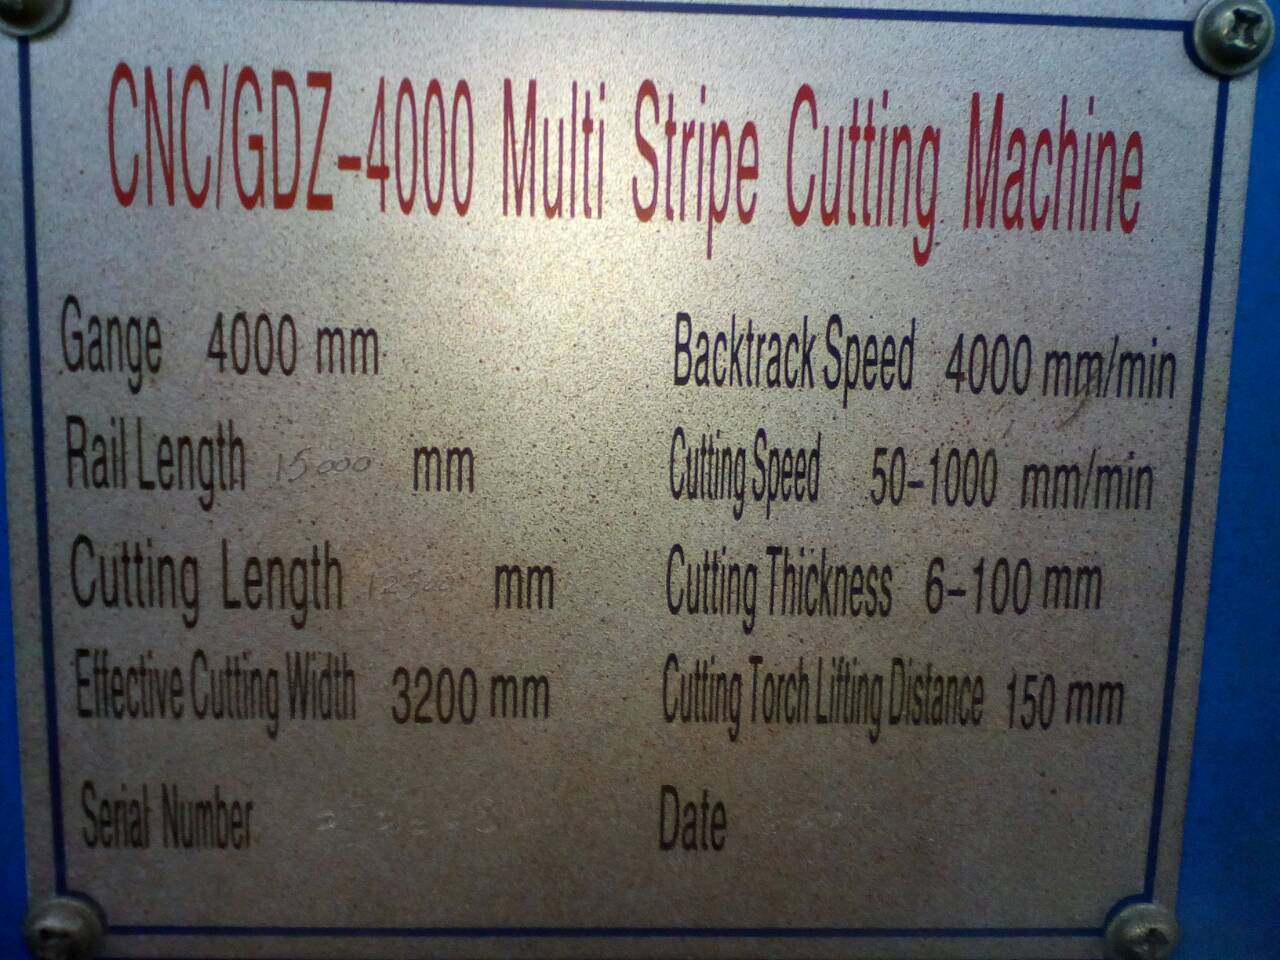 CNC/GDZ-4000 Multi Stripe Cutting Machine
Gange 4000 mm
Backtrack Speed 4000 mm/min
Rail Length 15000 mm
Cutting Speed 50-1000 mm/min
Cutting Length mm
Cutting Thickness 6-100 mm
Effective Cutting Width 3200 mm
Cutting Torch Lifting Distance 150 mm
Serial Number
Date